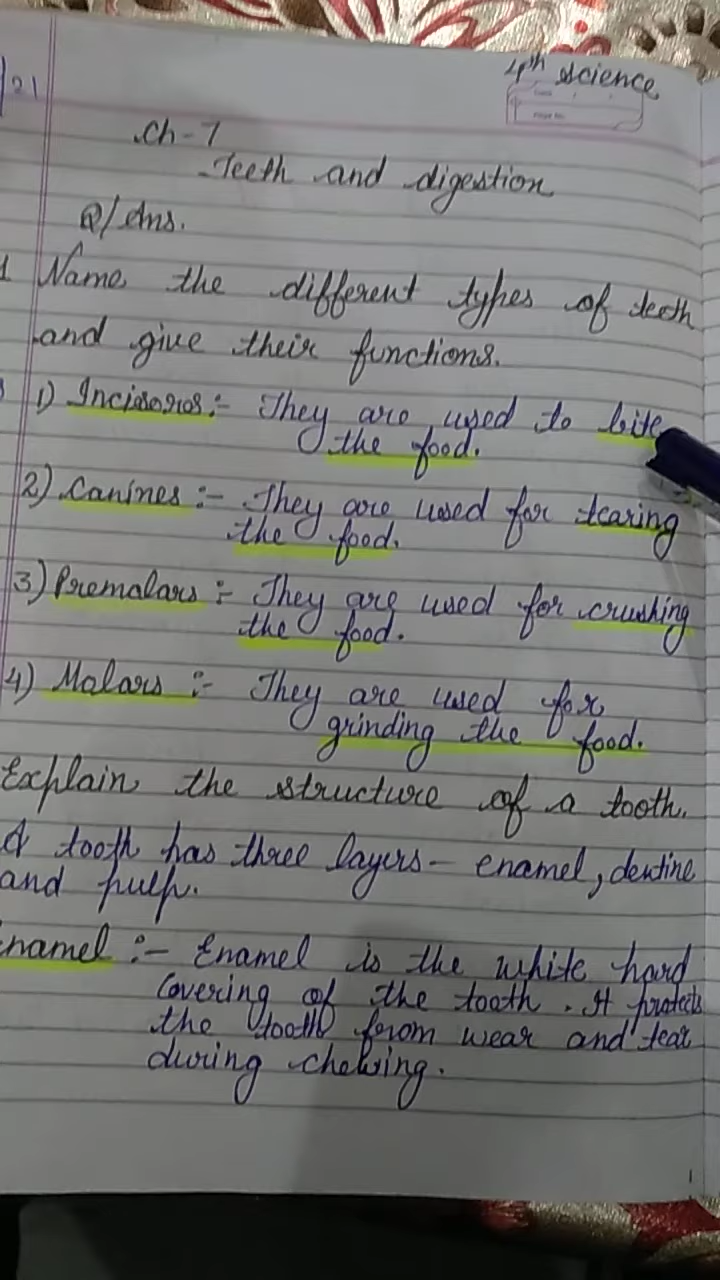 4th science
21
Ch-7
Teeth and digestion
Q/Ans.
1 Name the different types of teeth
and give their functions.
1) Incisors:- They are used to bite
the food.
2) Canines :- They are used for tearing
the food.
3) Premolars :- They are used for crushing
the food.
4) Molars :- They are used for
grinding the food.
Explain the structure of a tooth.
A tooth has three layers- enamel, dentine
and pulp.
namel :- Enamel is the white hard
covering of the tooth. It protects
the tooth from wear and tear
during chewing.